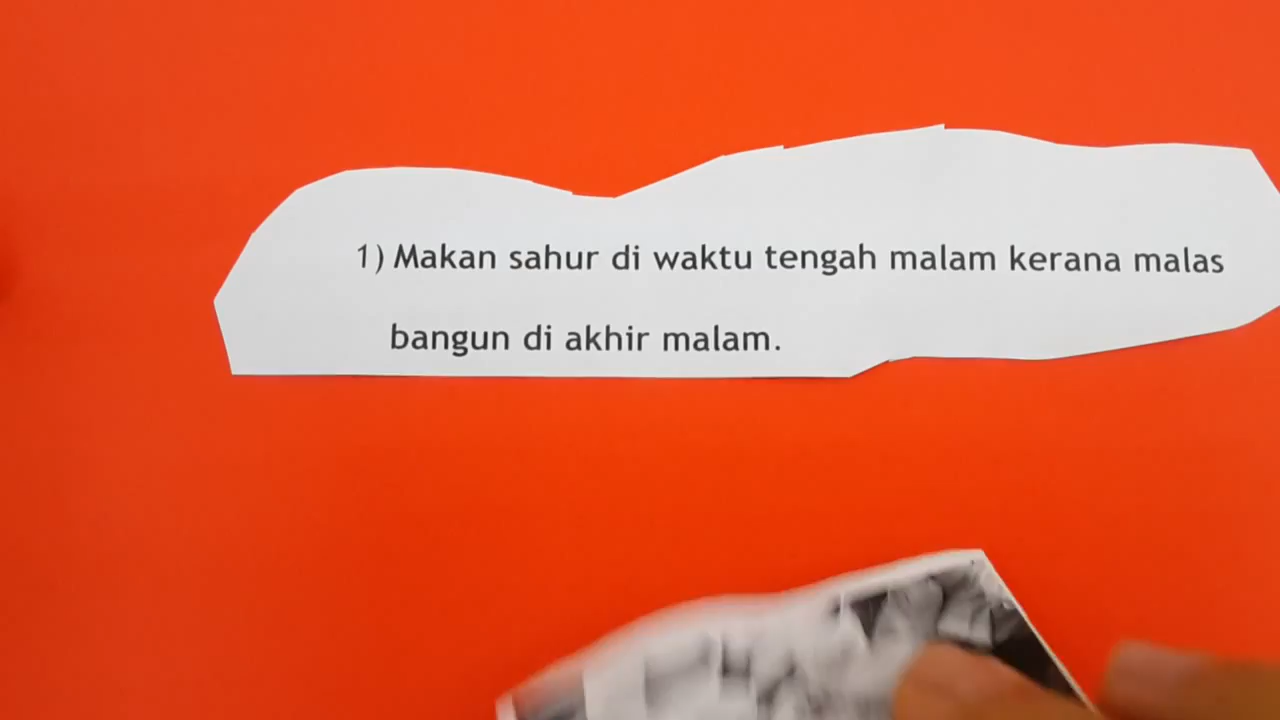 1) Makan sahur di waktu tengah malam kerana malas
bangun di akhir malam.